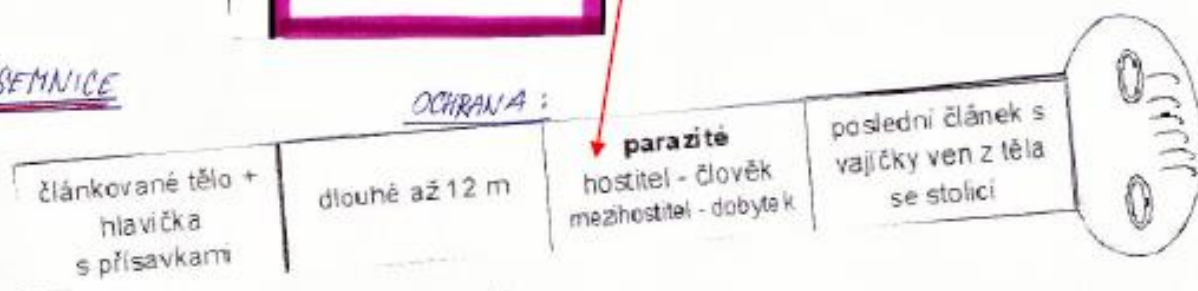 SEMNICE
OCHRANA :
článkované tělo +
hlavička
s přísavkami
dlouhé až 12 m
parazité
hostitel - člověk
mezihostitel - dobytek
poslední článek s
vajíčky ven z těla
se stolicí